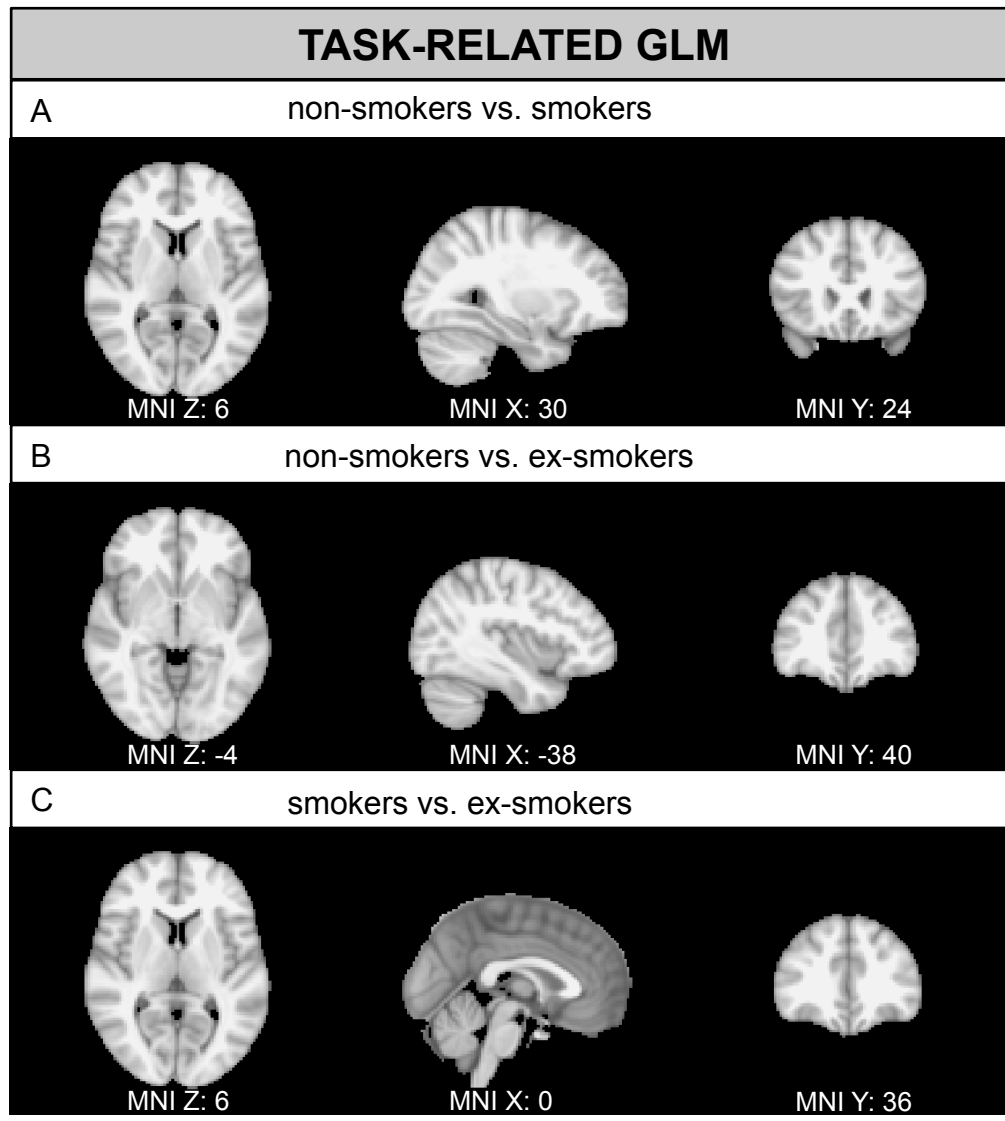 TASK-RELATED GLM
A non-smokers vs. smokers
MNI Z: 6 MNI X: 30 MNI Y: 24
B non-smokers vs. ex-smokers
MNI Z: -4 MNI X: -38 MNI Y: 40
C smokers vs. ex-smokers
MNI Z: 6 MNI X: 0 MNI Y: 36